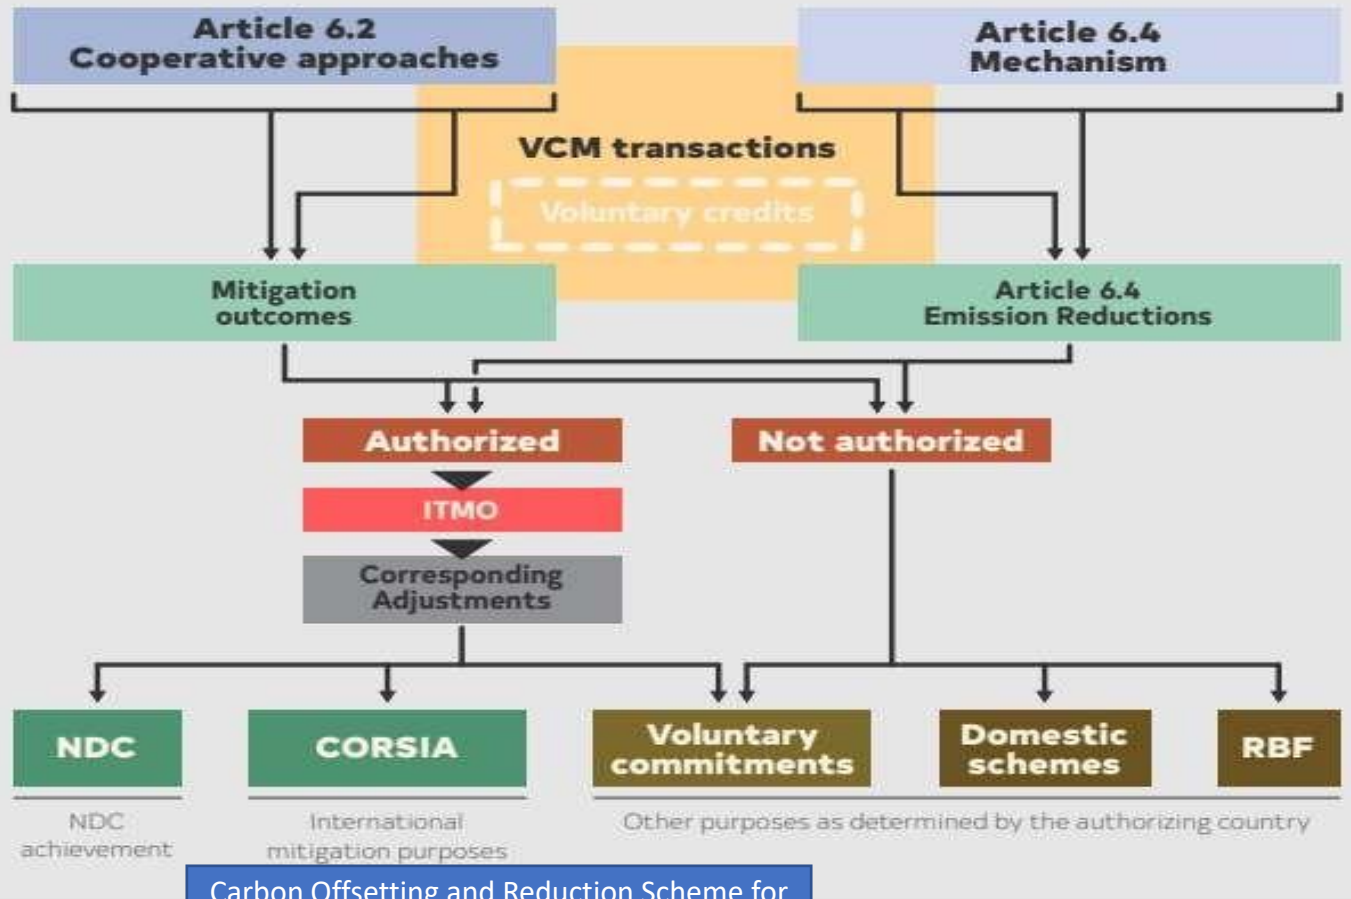 Article 6.2
Cooperative approaches
Article 6.4
Mechanism
VCM transactions
Voluntary credits
Mitigation
outcomes
Article 6.4
Emission Reductions
Authorized
Not authorized
ITMO
Corresponding
Adjustments
NDC
CORSIA
Voluntary
commitments
Domestic
schemes
RBF
NDC
achievement
International
mitigation purposes
Other purposes as determined by the authorizing country
Carbon Offsetting and Reduction Scheme for